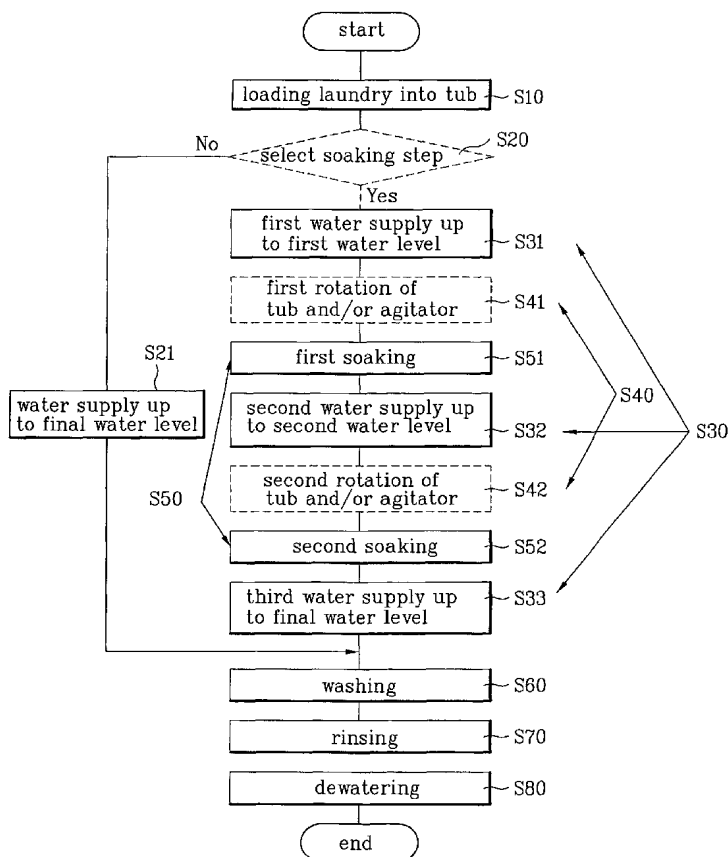 start
loading laundry into tub
S10
S20
No
select soaking step
Yes
first water supply up
to first water level
S31
first rotation of
tub and/or agitator
S41
S21
first soaking
S51
water supply up
to final water level
second water supply up
to second water level
S32
S40
S30
second rotation of
tub and/or agitator
S42
S50
second soaking
S52
third water supply up
to final water level
S33
washing
S60
rinsing
S70
dewatering
S80
end